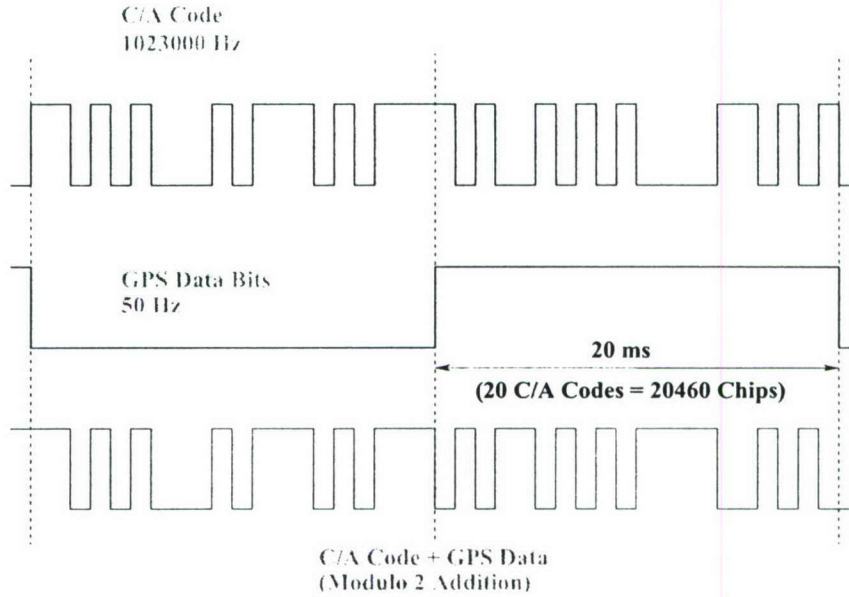 C/A Code
1023000 Hz
GPS Data Bits
50 Hz
20 ms
(20 C/A Codes = 20460 Chips)
C/A Code + GPS Data
(Modulo 2 Addition)